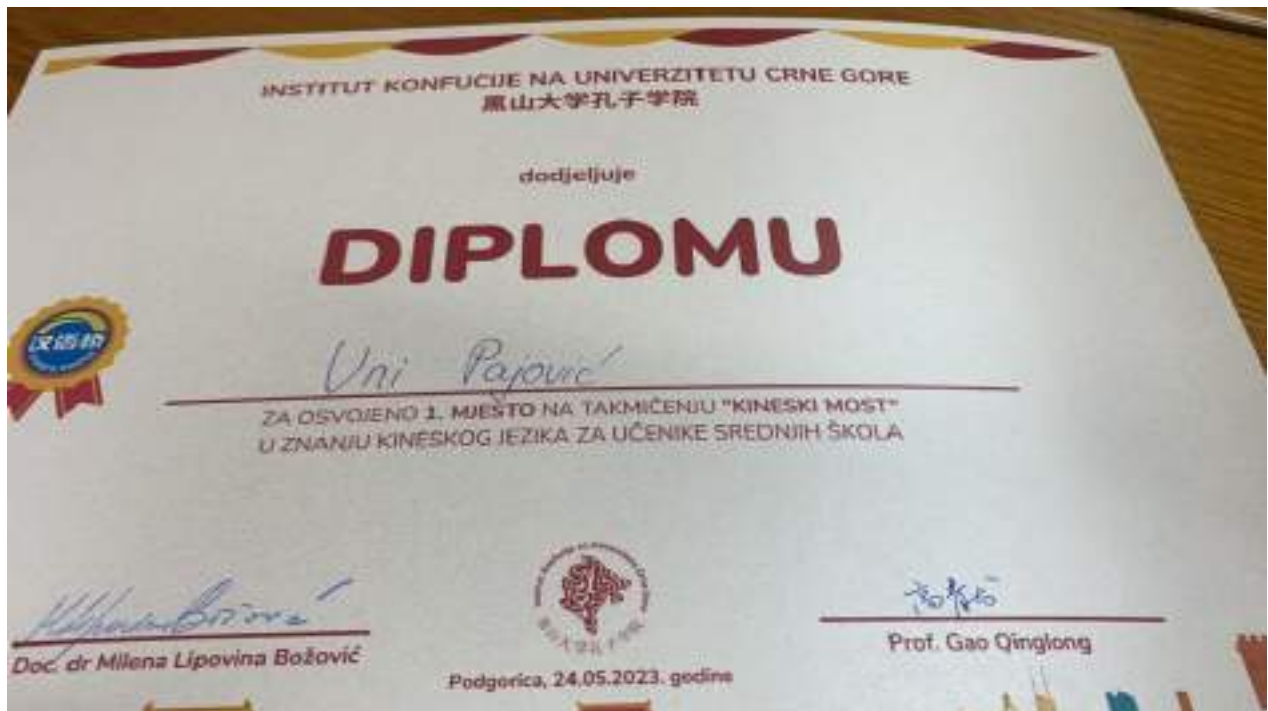 INSTITUT KONFUCIJE NA UNIVERZITETU CRNE GORE
黑山大学孔子学院
dodjeljuje
DIPLOMU
Uni Pajović
ZA OSVOJENO 1. MJESTO NA TAKMIČENJU "KINESKI MOST"
U ZNANJU KINESKOG JEZIKA ZA UČENIKE SREDNJIH ŠKOLA
Doc. dr Milena Lipovina Božović
Prof. Gao Qinglong
Podgorica, 24.05.2023. godine